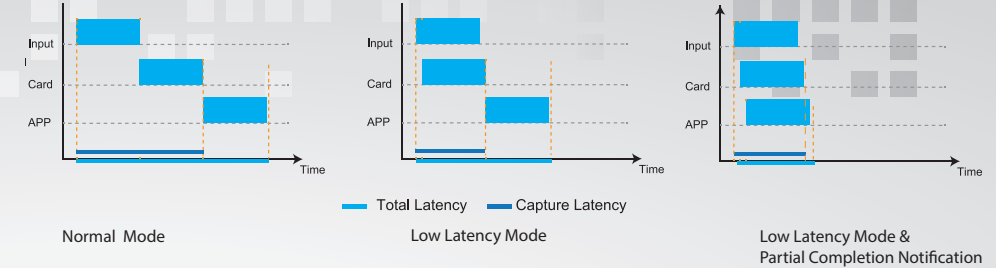 Input
I
Card
APP
Time
Input
Card
APP
Time
Input
Card
APP
Time
Total Latency
Capture Latency
Normal Mode
Low Latency Mode
Low Latency Mode &
Partial Completion Notification